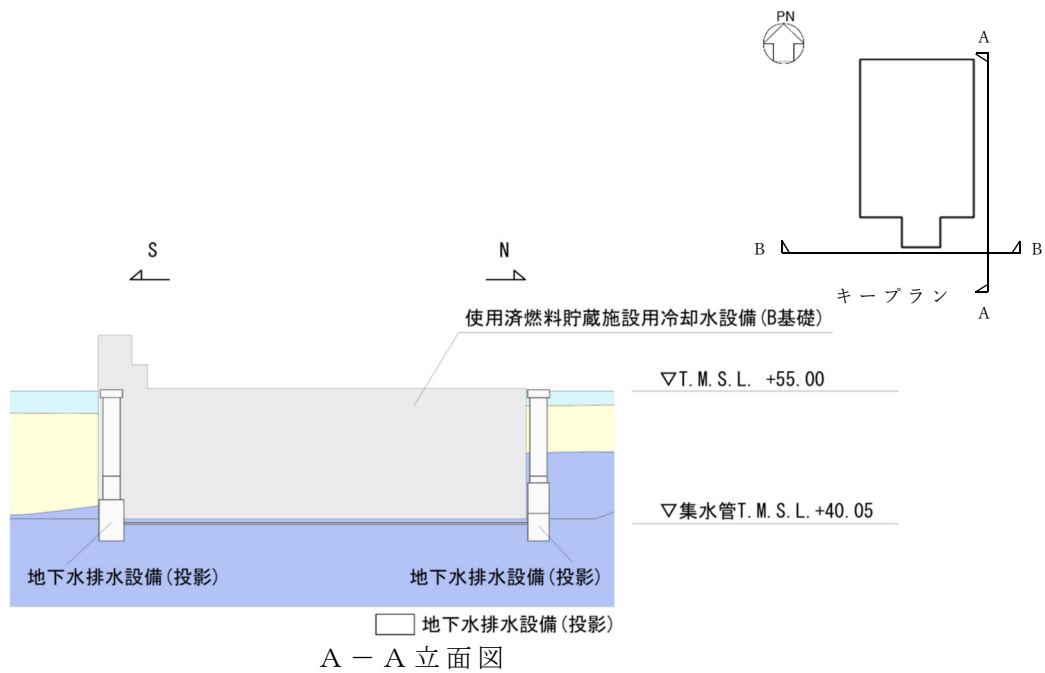 PN
A
B
B
キープラン
A
S
N
使用済燃料貯蔵施設用冷却水設備(B基礎)
▽T.M.S.L. +55.00
▽集水管T.M.S.L.+40.05
地下水排水設備(投影)
地下水排水設備(投影)
地下水排水設備(投影)
A-A立面図